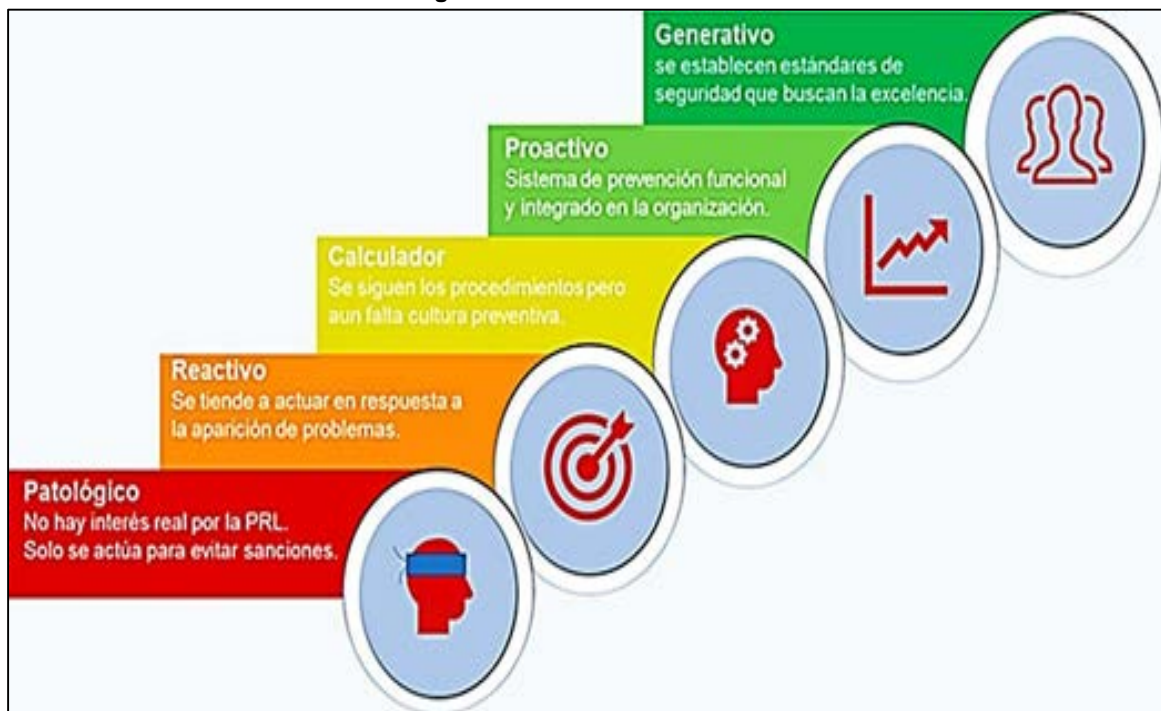 Generativo
se establecen estándares de
seguridad que buscan la excelencia.
Proactivo
Sistema de prevención funcional
y integrado en la organización.
Calculador
Se siguen los procedimientos pero
aun falta cultura preventiva.
Reactivo
Se tiende a actuar en respuesta a
la aparición de problemas.
Patológico
No hay interés real por la PRL.
Solo se actúa para evitar sanciones.